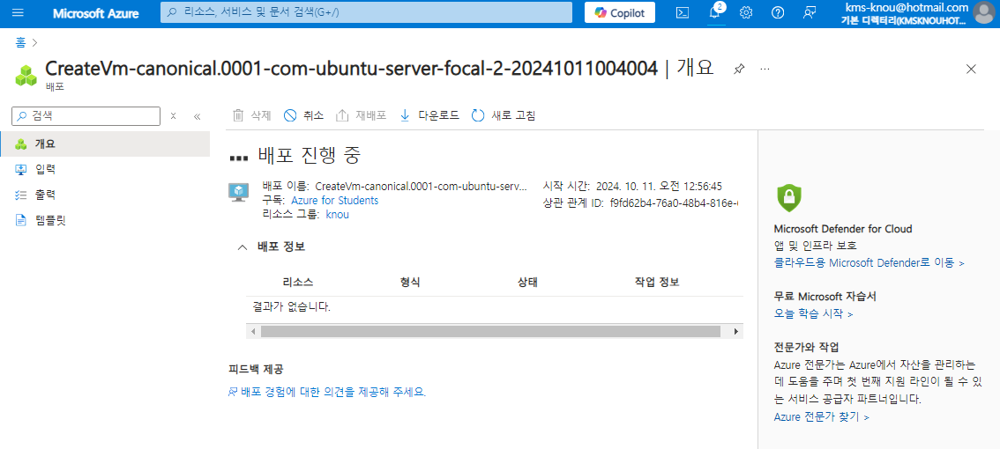 Microsoft Azure
리소스, 서비스 및 문서 검색(G+/)
Copilot
2
kms-knou@hotmail.com
기본 디렉터리(KMSKNOUHOT...
홈 >
CreateVm-canonical.0001-com-ubuntu-server-focal-2-20241011004004 | 개요
...
배포
검색
삭제
취소
재배포
다운로드
새로 고침
개요
입력
출력
템플릿
배포 진행 중
배포 이름: CreateVm-canonical.0001-com-ubuntu-serv...
구독: Azure for Students
리소스 그룹: knou
시작 시간: 2024. 10. 11. 오전 12:56:45
상관 관계 ID: f9fd62b4-76a0-48b4-816e-
배포 정보
리소스 형식 상태 작업 정보
결과가 없습니다.
피드백 제공
배포 경험에 대한 의견을 제공해 주세요.
Microsoft Defender for Cloud
앱 및 인프라 보호
클라우드용 Microsoft Defender로 이동 >
무료 Microsoft 자습서
오늘 학습 시작 >
전문가와 작업
Azure 전문가는 Azure에서 자산을 관리하는
데 도움을 주며 첫 번째 지원 라인이 될 수 있
는 서비스 공급자 파트너입니다.
Azure 전문가 찾기 >